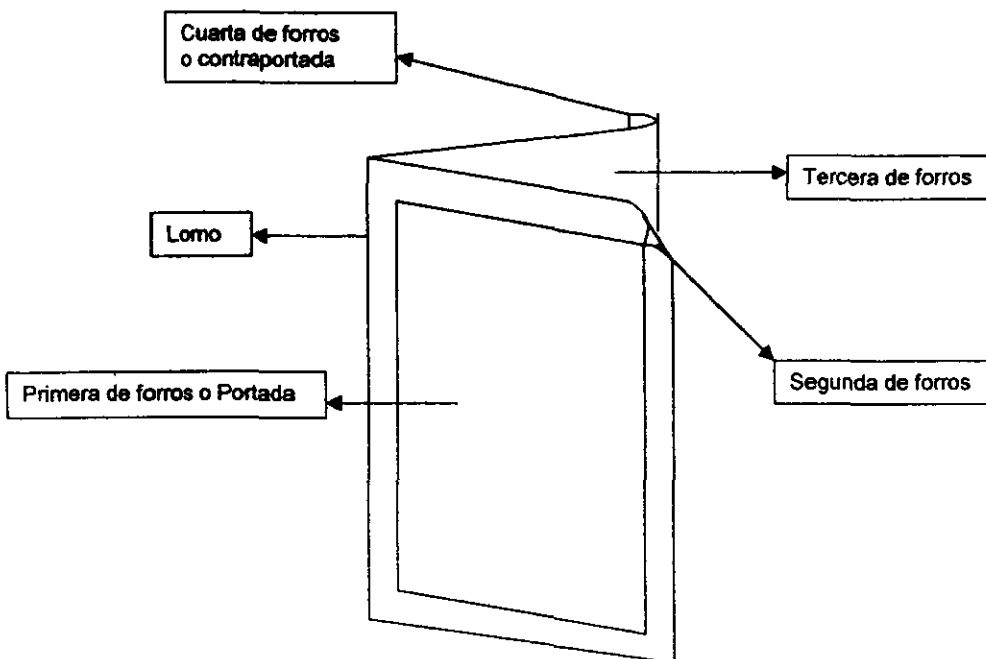 Cuarta de forros
o contraportada
Tercera de forros
Lomo
Segunda de forros
Primera de forros o Portada